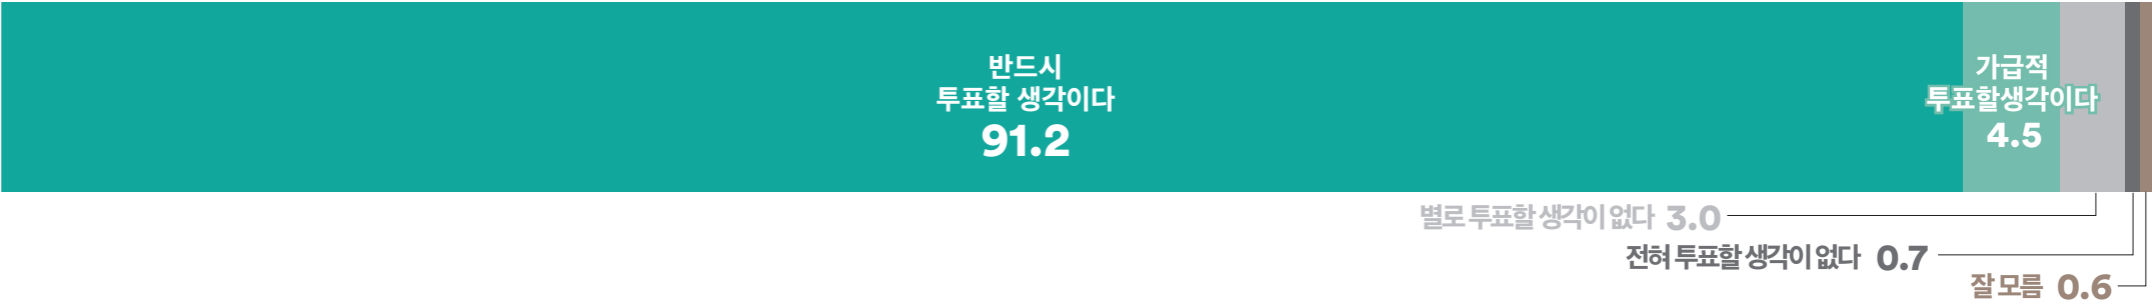 반드시
투표할 생각이다
91.2
가급적
투표할생각이다
4.5
별로 투표할 생각이 없다 3.0
전혀 투표할 생각이 없다 0.7
잘 모름 0.6